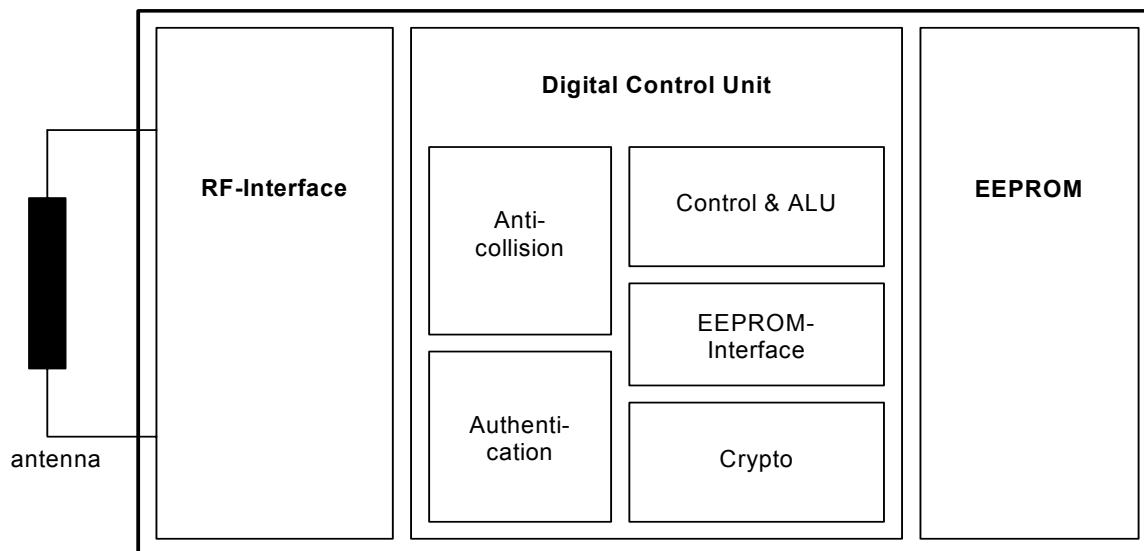 Digital Control Unit
RF-Interface
EEPROM
Anti-
collision
Control & ALU
EEPROM-
Interface
Authenti-
cation
Crypto
antenna